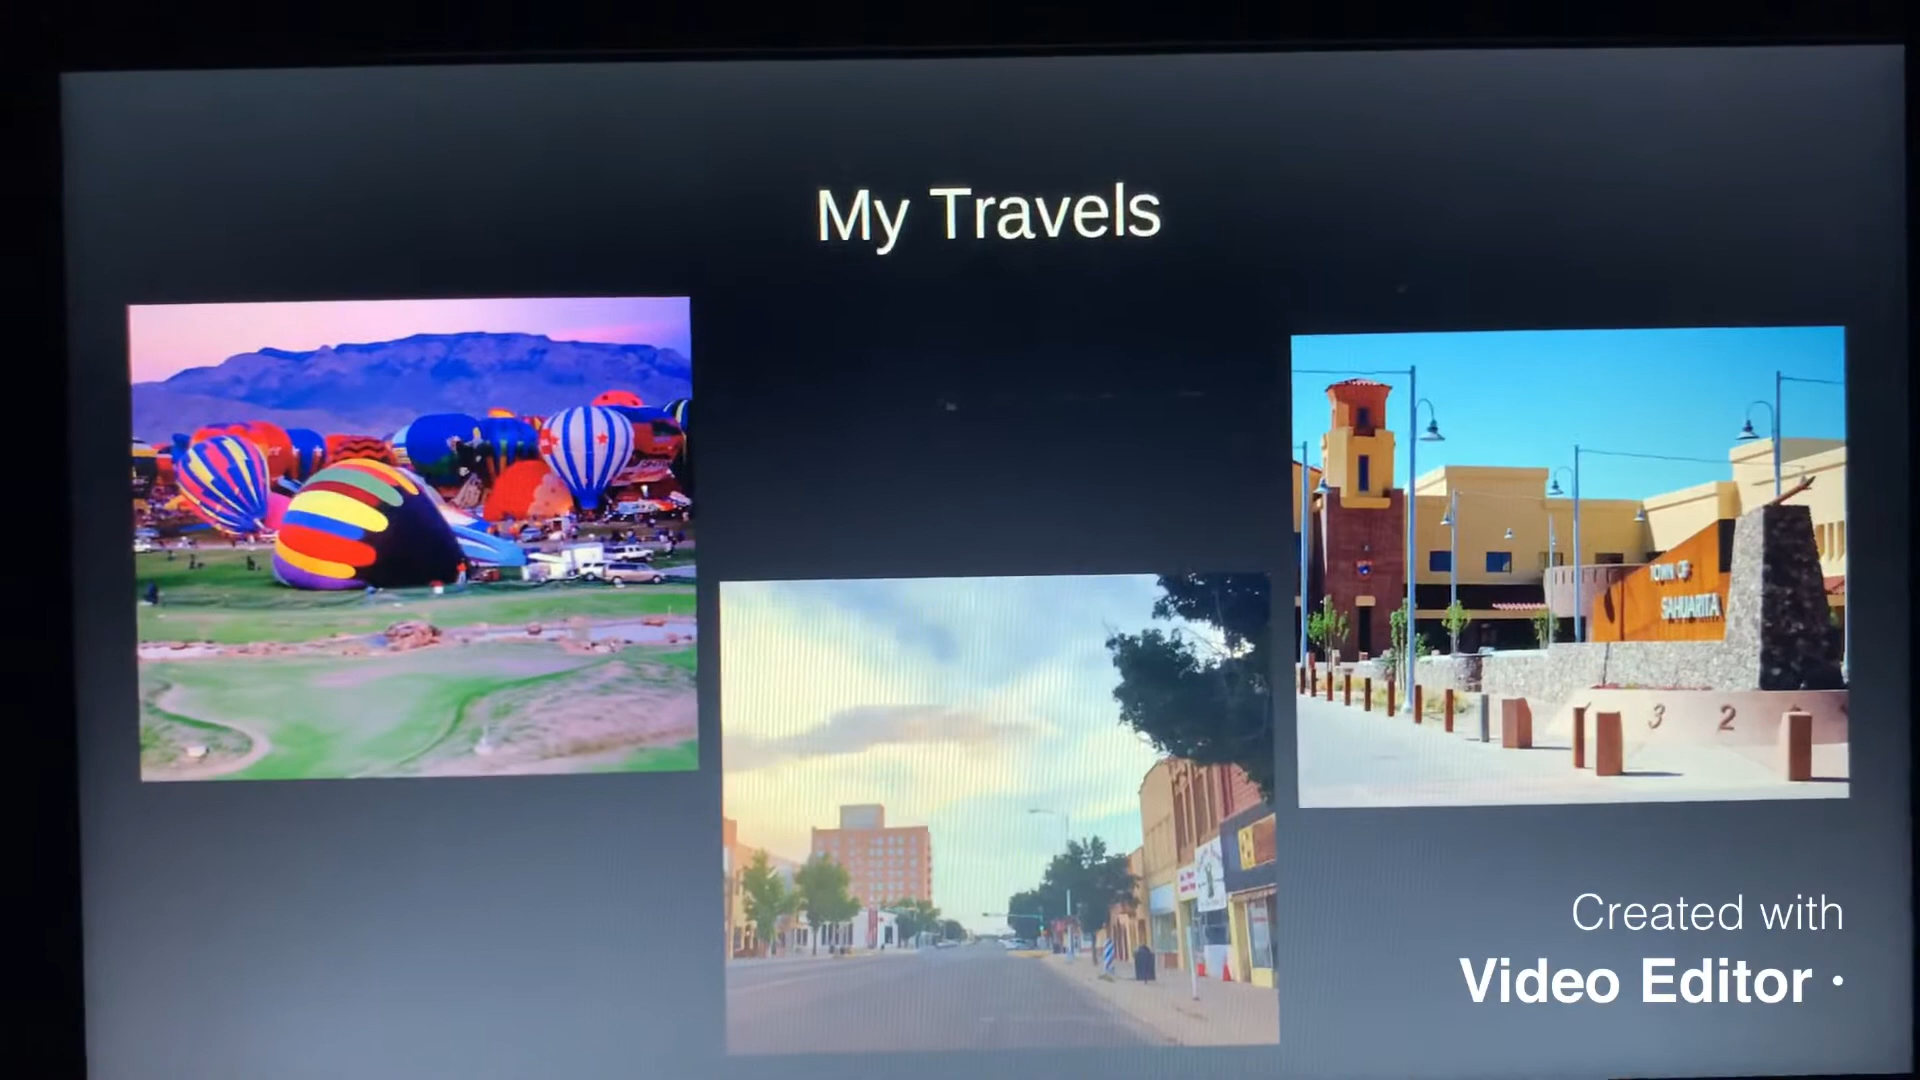 My Travels
TOWN OF
SAHUARITA
3 2
Created with
Video Editor ·